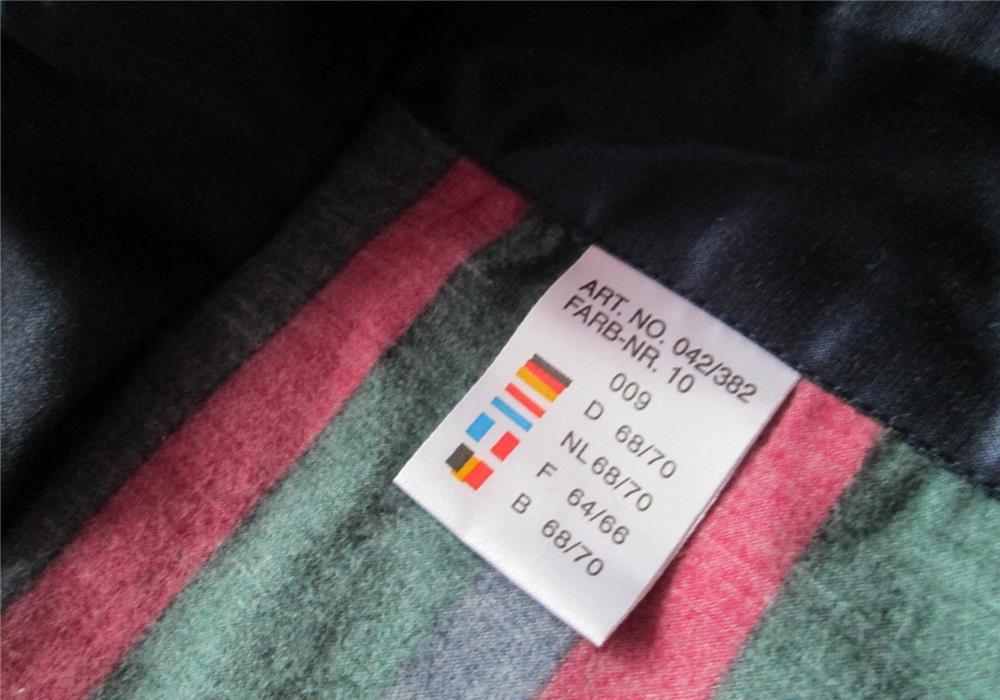 ART. NO. 042/382
FARB-NR. 10
009
D 68/70
NL 68/70
F 64/66
B 68/70